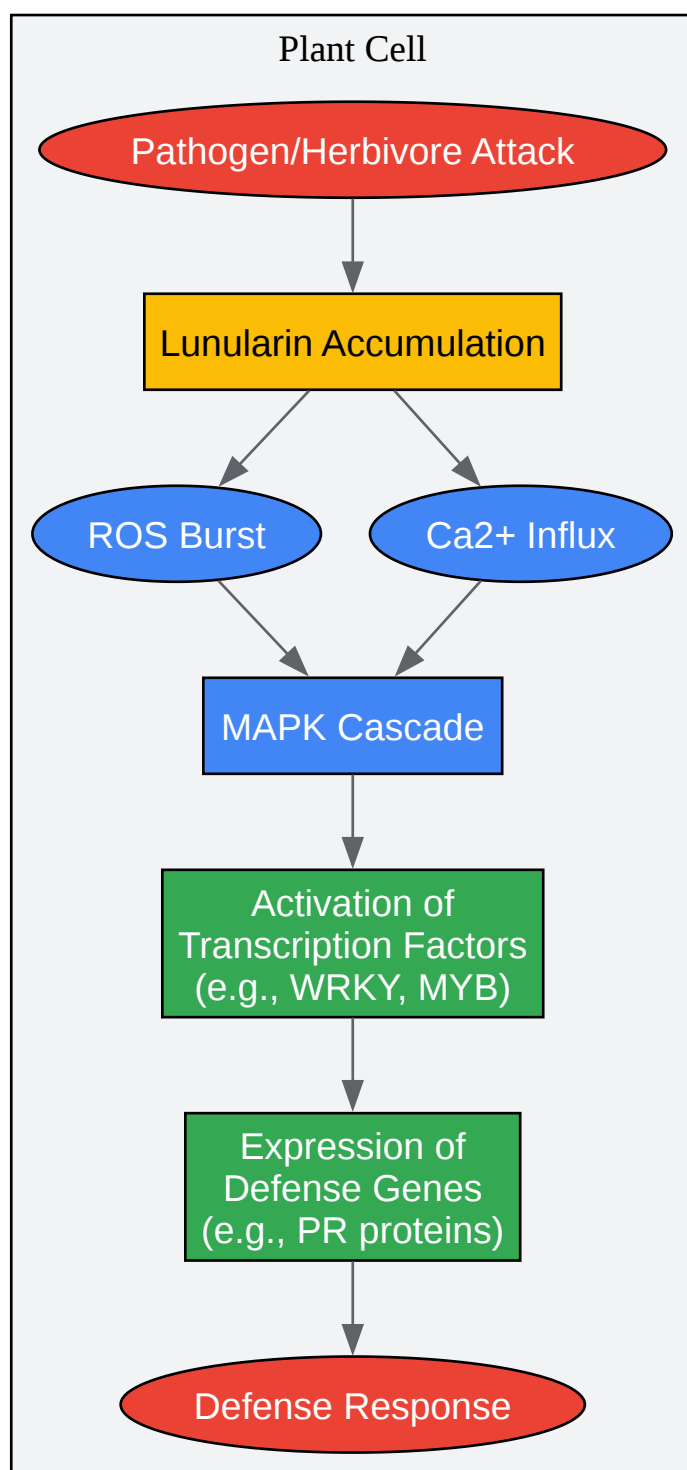 Plant Cell
Pathogen/Herbivore Attack
Lunularin Accumulation
ROS Burst
Ca2+ Influx
MAPK Cascade
Activation of
Transcription Factors
(e.g., WRKY, MYB)
Expression of
Defense Genes
(e.g., PR proteins)
Defense Response